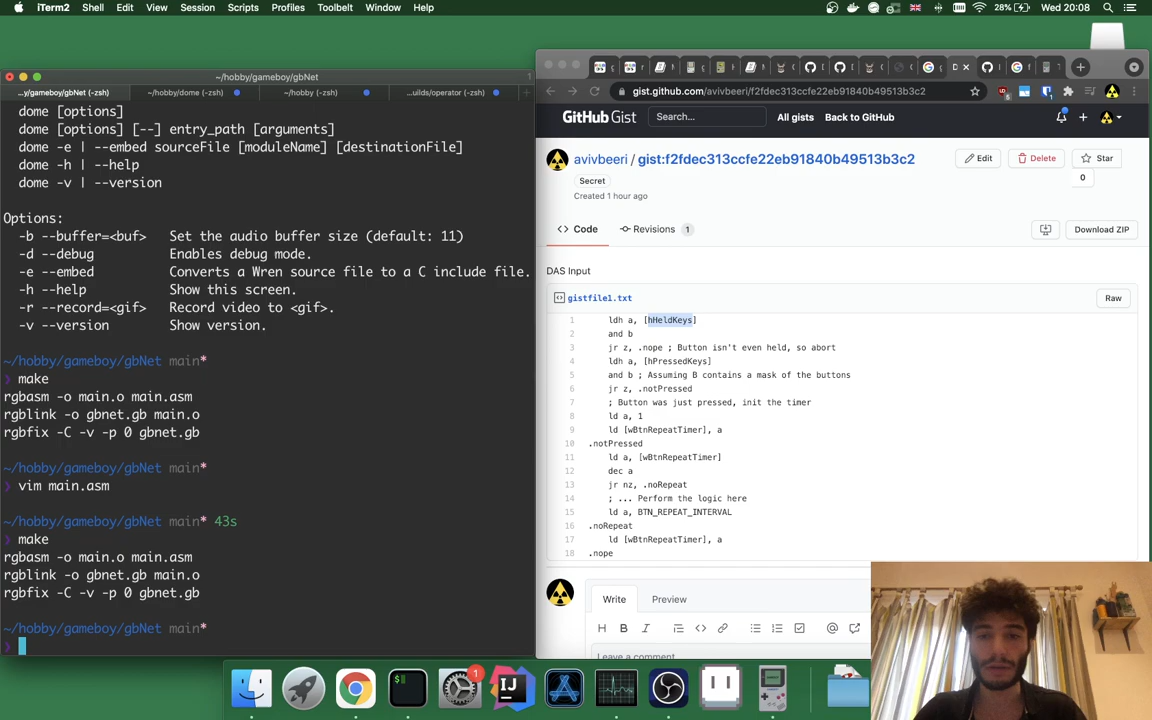 iTerm2 Shell Edit View Session Scripts Profiles Toolbelt Window Help 28% Wed 20:08
~/hobby/gameboy/gbNet
..y/gameboy/gbNet (-zsh) ~/hobby/dome (-zsh) ~/hobby (-zsh) ..uilds/operator (-zsh)
dome [options]
dome [options] [--] entry_path [arguments]
dome -e | --embed sourceFile [moduleName] [destinationFile]
dome -h | --help
dome -v | --version
Options:
-b --buffer=<buf> Set the audio buffer size (default: 11)
-d --debug Enables debug mode.
-e --embed Converts a Wren source file to a C include file.
-h --help Show this screen.
-r --record=<gif> Record video to <gif>.
-v --version Show version.
~/hobby/gameboy/gbNet main*
❯ make
rgbasm -o main.o main.asm
rgblink -o gbnet.gb main.o
rgbfix -C -v -p 0 gbnet.gb
~/hobby/gameboy/gbNet main*
❯ vim main.asm
~/hobby/gameboy/gbNet main* 43s
❯ make
rgbasm -o main.o main.asm
rgblink -o gbnet.gb main.o
rgbfix -C -v -p 0 gbnet.gb
~/hobby/gameboy/gbNet main*
❯
gist.github.com/avivbeeri/f2fdec313ccfe22eb91840b49513b3c2
GitHub Gist Search... All gists Back to GitHub
avivbeeri / gist:f2fdec313ccfe22eb91840b49513b3c2 Edit Delete Star
0
Secret
Created 1 hour ago
Code Revisions 1 Download ZIP
DAS Input
gistfile1.txt Raw
1 ldh a, [hHeldKeys]
2 and b
3 jr z, .nope ; Button isn't even held, so abort
4 ldh a, [hPressedKeys]
5 and b ; Assuming B contains a mask of the buttons
6 jr z, .notPressed
7 ; Button was just pressed, init the timer
8 ld a, 1
9 ld [wBtnRepeatTimer], a
10 .notPressed
11 ld a, [wBtnRepeatTimer]
12 dec a
13 jr nz, .noRepeat
14 ; ... Perform the logic here
15 ld a, BTN_REPEAT_INTERVAL
16 .noRepeat
17 ld [wBtnRepeatTimer], a
18 .nope
Write Preview
H B I
Leave a comment